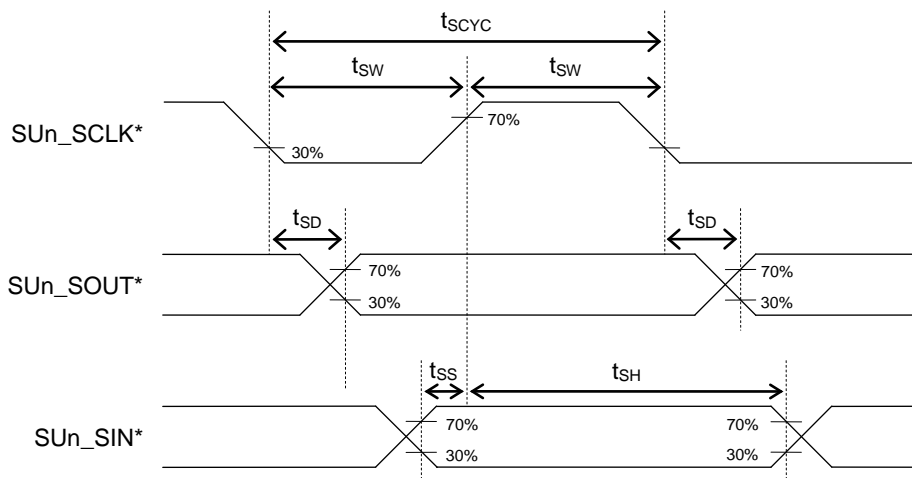 tSCYC
tSW tSW
SUn_SCLK*
70%
30%
tSD tSD
SUn_SOUT*
70% 70%
30% 30%
tSS tSH
SUn_SIN*
70% 70%
30% 30%